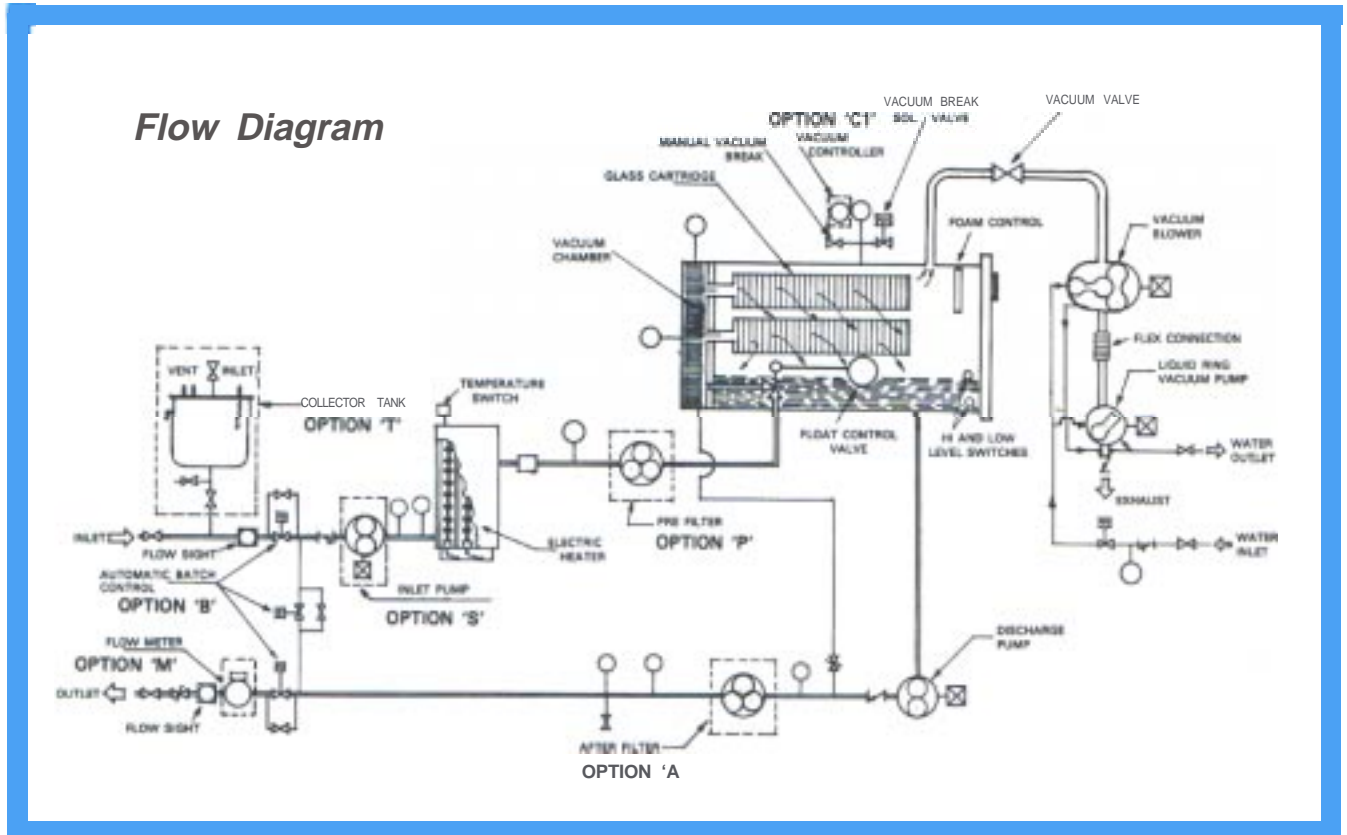 Flow Diagram
VACUUM BREAK
SOL. VALVE
VACUUM VALVE
OPTION 'C1'
VACUUM
CONTROLLER
MANUAL VACUUM
BREAK
GLASS CARTRIDGE
FOAM CONTROL
VACUUM
BLOWER
VACUUM
CHAMBER
FLEX CONNECTION
LIQUID RING
VACUUM PUMP
VENT
INLET
COLLECTOR TANK
OPTION 'T'
TEMPERATURE
SWITCH
FLOAT CONTROL
VALVE
HI AND LOW
LEVEL SWITCHES
WATER
OUTLET
EXHAUST
PRE FILTER
OPTION 'P'
ELECTRIC
HEATER
INLET
FLOW SIGHT
WATER
INLET
AUTOMATIC BATCH
CONTROL
OPTION 'B'
INLET PUMP
OPTION 'S'
DISCHARGE
PUMP
FLOW METER
OPTION 'M'
OUTLET
FLOW SIGHT
AFTER FILTER
OPTION ‘A